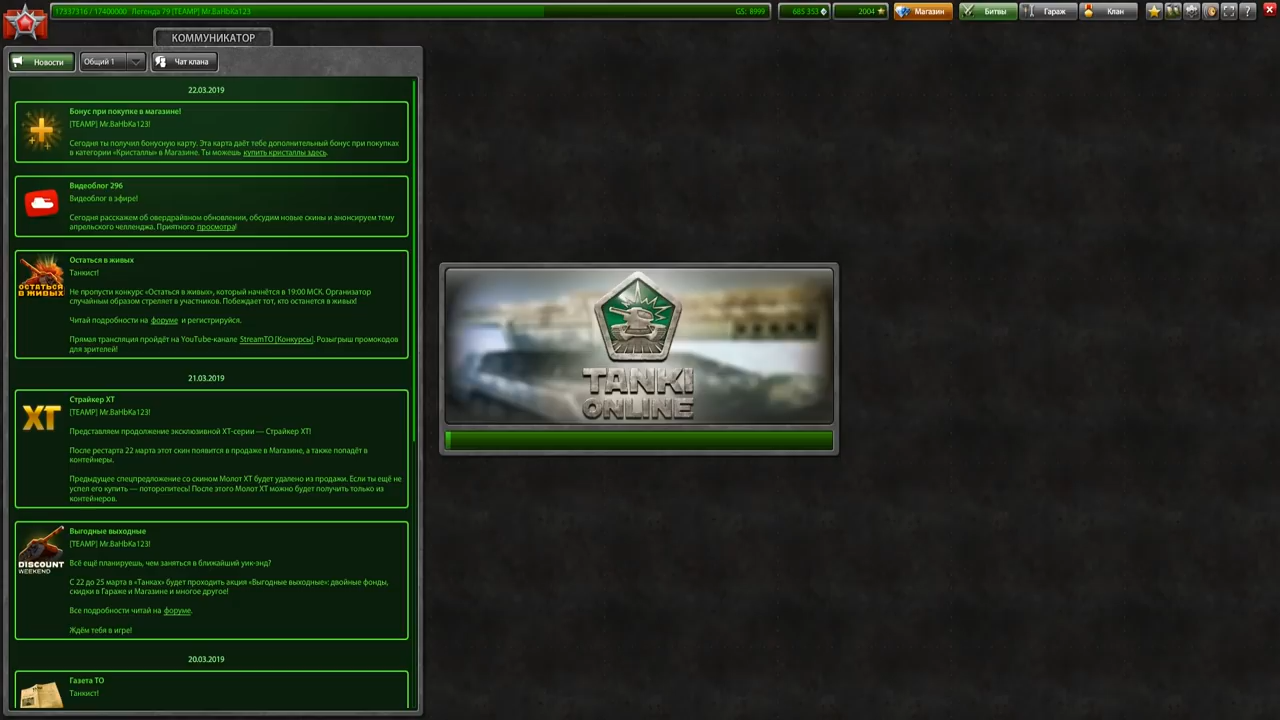 17337316 / 17400000 Легенда 79 [TEAMP] Mr.BaHbKa123
GS: 8999
685 353
2004
Магазин
Битвы
Гараж
Клан
?
КОММУНИКАТОР
Новости
Общий 1
Чат клана
22.03.2019
Бонус при покупке в магазине!
[TEAMP] Mr.BaHbKa123!
Сегодня ты получил бонусную карту. Эта карта даёт тебе дополнительный бонус при покупках
в категории «Кристаллы» в Магазине. Ты можешь купить кристаллы здесь.
Видеоблог 296
Видеоблог в эфире!
Сегодня расскажем об овердрайвном обновлении, обсудим новые скины и анонсируем тему
апрельского челленджа. Приятного просмотра!
ОСТАТЬСЯ
В ЖИВЫХ
Остаться в живых
Танкист!
Не пропусти конкурс «Остаться в живых», который начнётся в 19:00 МСК. Организатор
случайным образом стреляет в участников. Побеждает тот, кто останется в живых!
Читай подробности на форуме и регистрируйся.
Прямая трансляция пройдёт на YouTube-канале StreamTO [Конкурсы]. Розыгрыш промокодов
для зрителей!
21.03.2019
XT
Страйкер XT
[TEAMP] Mr.BaHbKa123!
Представляем продолжение эксклюзивной XT-серии — Страйкер XT!
После рестарта 22 марта этот скин появится в продаже в Магазине, а также попадёт в
контейнеры.
Предыдущее спецпредложение со скином Молот XT будет удалено из продажи. Если ты ещё не
успел его купить — поторопитесь! После этого Молот XT можно будет получить только из
контейнеров.
DISCOUNT
WEEKEND
Выгодные выходные
[TEAMP] Mr.BaHbKa123!
Всё ещё планируешь, чем заняться в ближайший уик-энд?
С 22 до 25 марта в «Танках» будет проходить акция «Выгодные выходные»: двойные фонды,
скидки в Гараже и Магазине и многое другое!
Все подробности читай на форуме.
Ждём тебя в игре!
20.03.2019
Газета ТО
Танкист!
TANKI
ONLINE